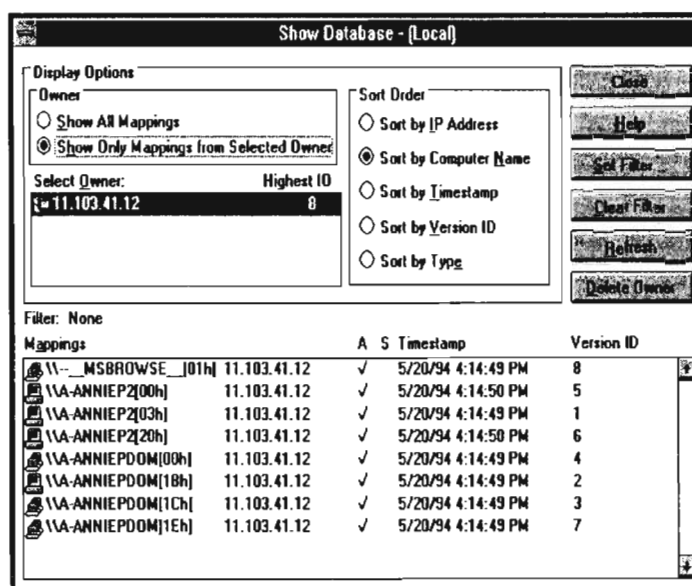 Show Database - (Local)
Display Options
Owner
Show All Mappings
Show Only Mappings from Selected Owner
Select Owner: Highest ID
11.103.41.12 8
Sort Order
Sort by IP Address
Sort by Computer Name
Sort by Timestamp
Sort by Version ID
Sort by Type
Close
Help
Set Filter
Clear Filter
Refresh
Delete Owner
Filter: None
Mappings A S Timestamp Version ID
\\--__MSBROWSE__[01h] 11.103.41.12 √ 5/20/94 4:14:49 PM 8
\\A-ANNIEP2[00h] 11.103.41.12 √ 5/20/94 4:14:50 PM 5
\\A-ANNIEP2[03h] 11.103.41.12 √ 5/20/94 4:14:49 PM 1
\\A-ANNIEP2[20h] 11.103.41.12 √ 5/20/94 4:14:50 PM 6
\\A-ANNIEPDOM[00h] 11.103.41.12 √ 5/20/94 4:14:49 PM 4
\\A-ANNIEPDOM[1Bh] 11.103.41.12 √ 5/20/94 4:14:49 PM 2
\\A-ANNIEPDOM[1Ch] 11.103.41.12 √ 5/20/94 4:14:49 PM 3
\\A-ANNIEPDOM[1Eh] 11.103.41.12 √ 5/20/94 4:14:49 PM 7